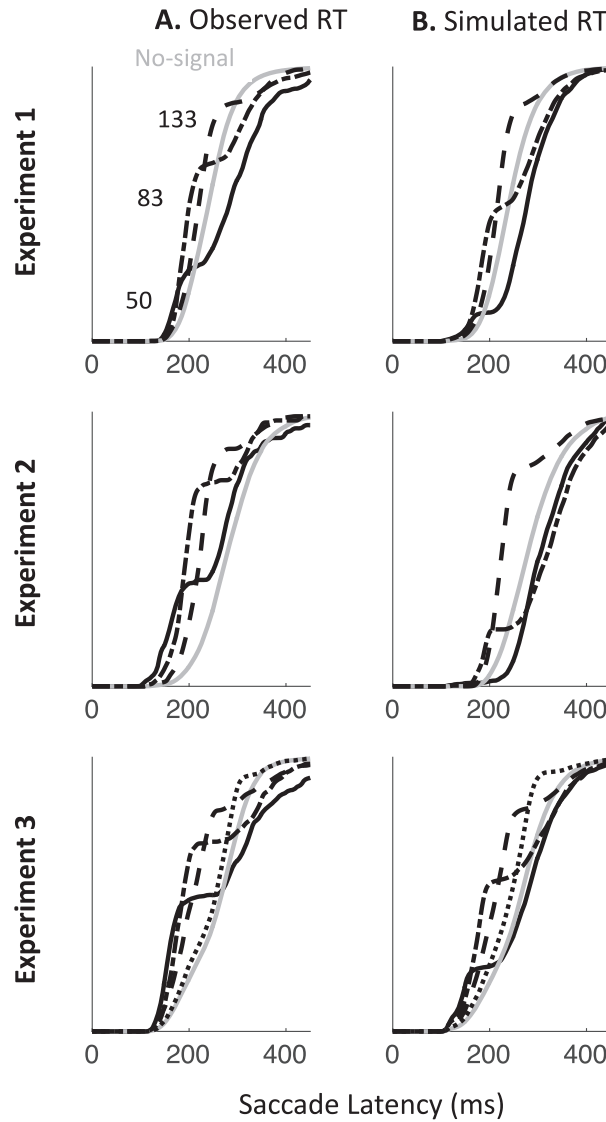 A. Observed RT
B. Simulated RT
No-signal
133
83
50
Experiment 1
0 200 400
0 200 400
Experiment 2
0 200 400
0 200 400
Experiment 3
0 200 400
0 200 400
Saccade Latency (ms)